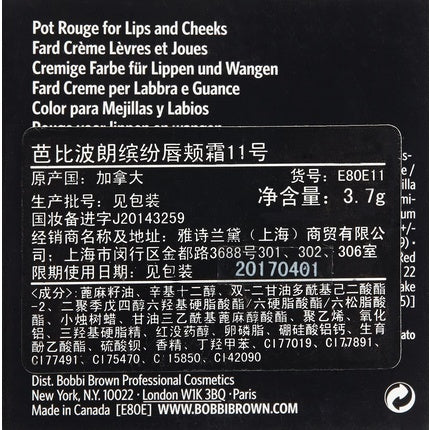 Pot Rouge for Lips and Cheeks
Fard Crème Lèvres et Joues
Cremige Farbe für Lippen und Wangen
Fard Creme per Labbra e Guance
Color para Mejillas y Labios
芭比波朗缤纷唇颊霜11号
原产国：加拿大 货号：E80E11
生产批号：见包装 净含量：3.7g
国妆备进字J20143259
经销商名称及地址：雅诗兰黛（上海）商贸有限公
司：上海市闵行区金都路3688号301、302、306室
限期使用日期：见包装 20170401
<成分>:蓖麻籽油、辛基十二醇、双-二甘油多酰基己二酸酯
-2、二聚季戊四醇六羟基硬脂酸酯/六硬脂酸酯/六松脂酸
酯、小烛树蜡、甘油三乙酰基蓖麻醇酸酯、聚乙烯、氧化
铝、三羟基硬脂精、红没药醇、卵磷脂、硼硅酸铝钙、生育
酚乙酸酯、硫酸钡、香精、丁羟甲苯、CI77019、CI77891、
CI77491、CI75470、CI15850、CI42090
Dist. Bobbi Brown Professional Cosmetics
New York, N.Y. 10022 · London W1K 3BQ · Paris
Made in Canada [E80E] WWW.BOBBIBROWN.COM